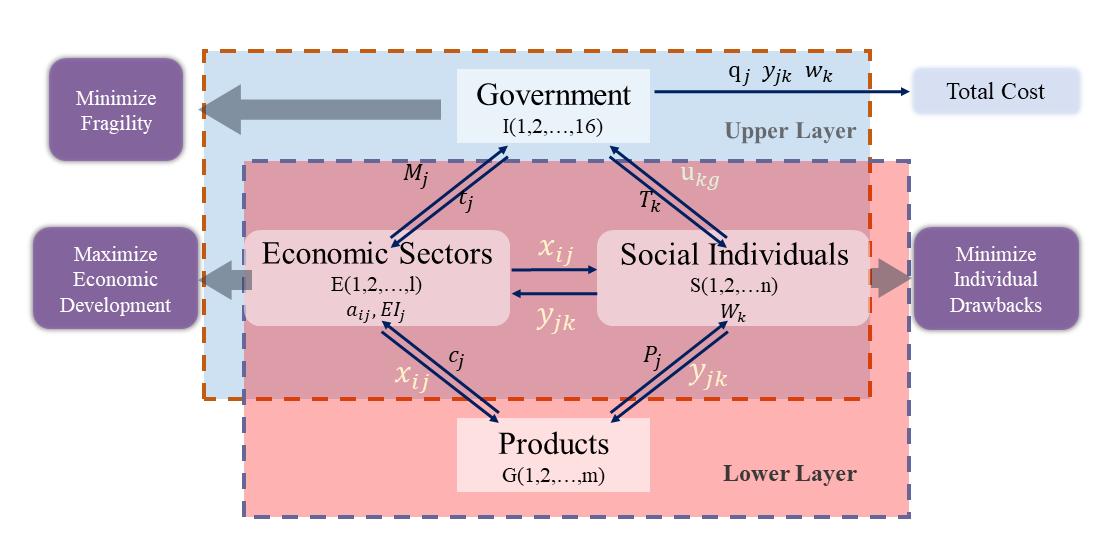 q_j y_{jk} w_k
Total Cost
Minimize
Fragility
Government
I(1,2,…,16)
Upper Layer
M_j
t_j
u_{kg}
T_k
Maximize
Economic
Development
Economic Sectors
E(1,2,…,l)
a_{ij}, EI_j
x_{ij}
y_{jk}
Social Individuals
S(1,2,…n)
W_k
Minimize
Individual
Drawbacks
x_{ij}
c_j
P_j
y_{jk}
Products
G(1,2,…,m)
Lower Layer